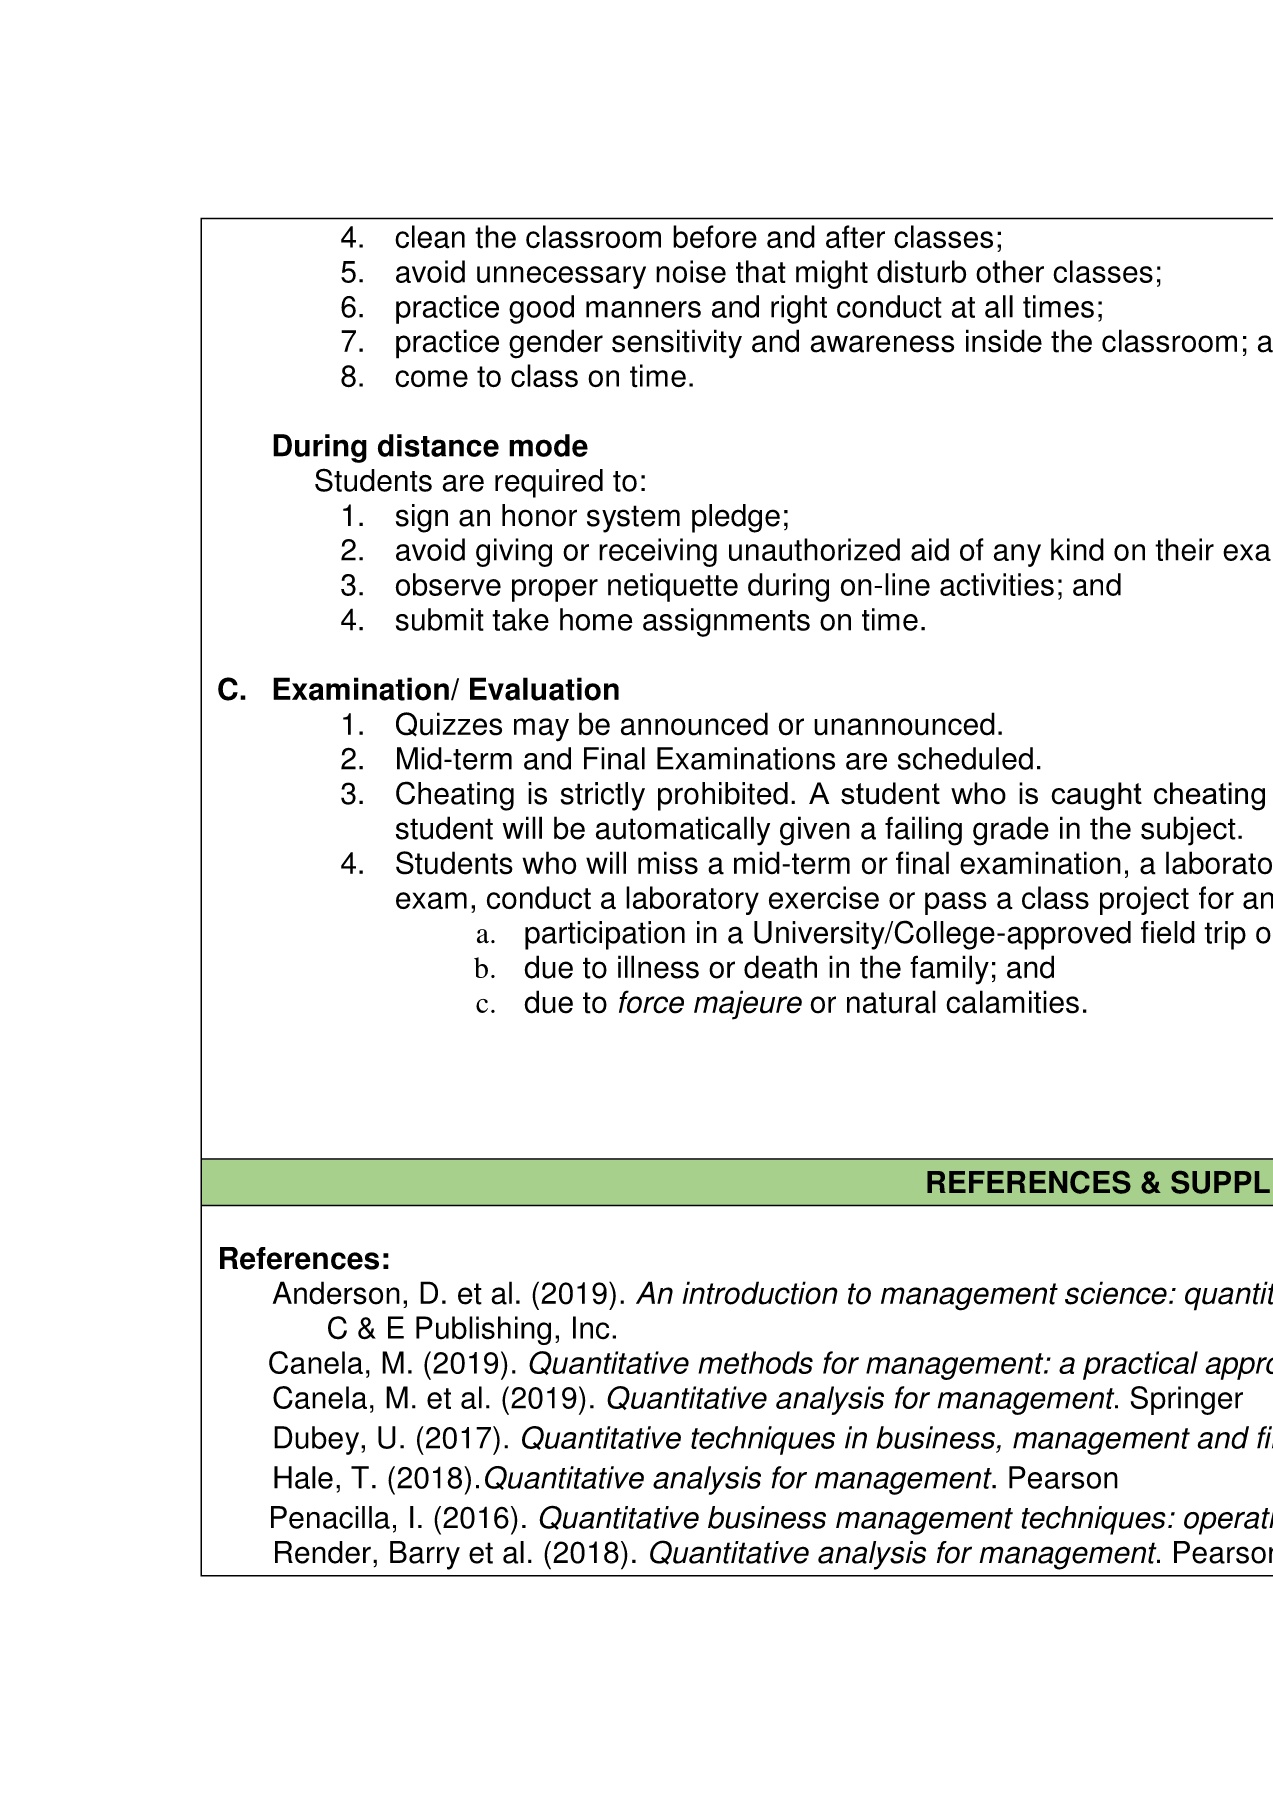 4. clean the classroom before and after classes;
5. avoid unnecessary noise that might disturb other classes;
6. practice good manners and right conduct at all times;
7. practice gender sensitivity and awareness inside the classroom; a
8. come to class on time.
During distance mode
Students are required to:
1. sign an honor system pledge;
2. avoid giving or receiving unauthorized aid of any kind on their exa
3. observe proper netiquette during on-line activities; and
4. submit take home assignments on time.
C. Examination/ Evaluation
1. Quizzes may be announced or unannounced.
2. Mid-term and Final Examinations are scheduled.
3. Cheating is strictly prohibited. A student who is caught cheating
student will be automatically given a failing grade in the subject.
4. Students who will miss a mid-term or final examination, a laborato
exam, conduct a laboratory exercise or pass a class project for an
a. participation in a University/College-approved field trip o
b. due to illness or death in the family; and
c. due to force majeure or natural calamities.
REFERENCES & SUPPL
References:
Anderson, D. et al. (2019). An introduction to management science: quantit
C & E Publishing, Inc.
Canela, M. (2019). Quantitative methods for management: a practical appro
Canela, M. et al. (2019). Quantitative analysis for management. Springer
Dubey, U. (2017). Quantitative techniques in business, management and fi
Hale, T. (2018).Quantitative analysis for management. Pearson
Penacilla, I. (2016). Quantitative business management techniques: operati
Render, Barry et al. (2018). Quantitative analysis for management. Pearson